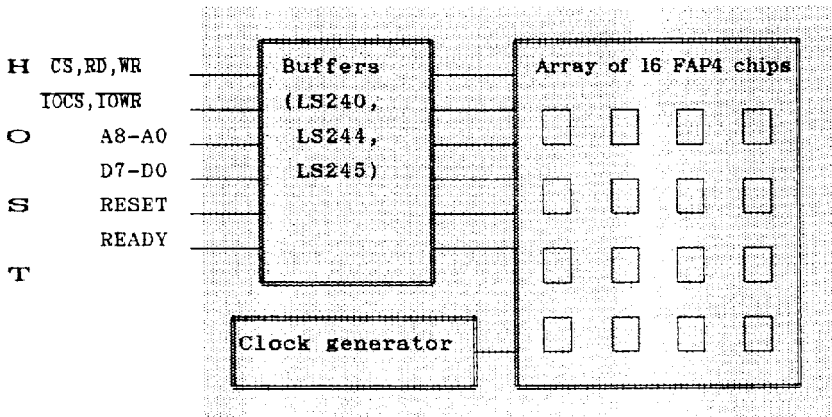 H
O
S
T
CS,RD,WR
IOCS,IOWR
A8-A0
D7-D0
RESET
READY
Buffers
(LS240,
LS244,
LS245)
Array of 16 FAP4 chips
Clock generator